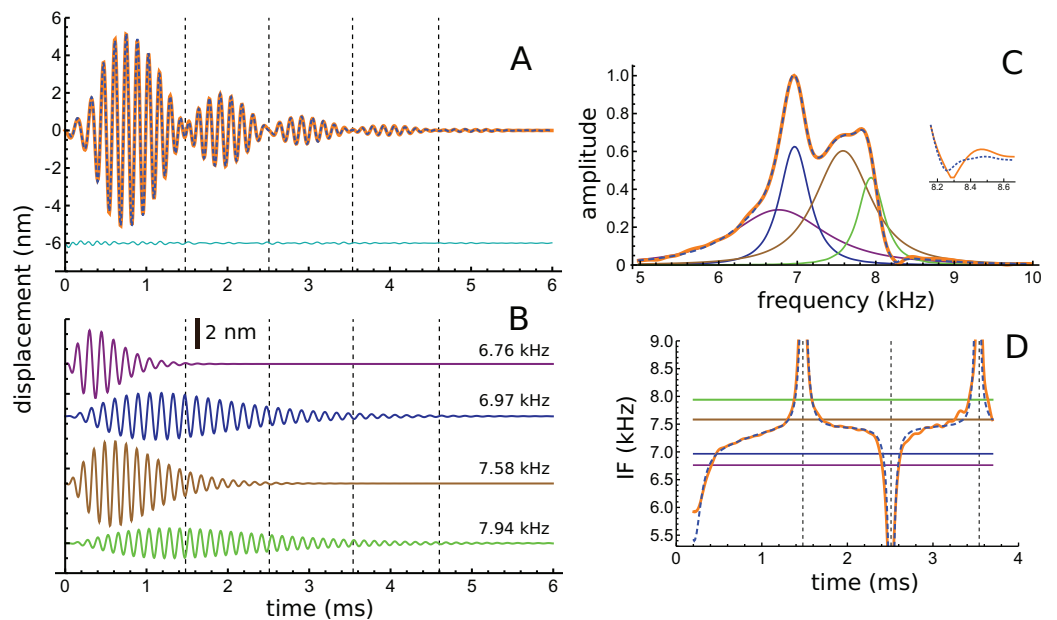 A
displacement (nm)
6
4
2
0
-2
-4
-6
0 1 2 3 4 5 6
B
2 nm
6.76 kHz
6.97 kHz
7.58 kHz
7.94 kHz
0 1 2 3 4 5 6
time (ms)
C
amplitude
1.0
0.8
0.6
0.4
0.2
0
5 6 7 8 9 10
frequency (kHz)
8.2 8.4 8.6
D
IF (kHz)
9.0
8.5
8.0
7.5
7.0
6.5
6.0
5.5
0 1 2 3 4
time (ms)